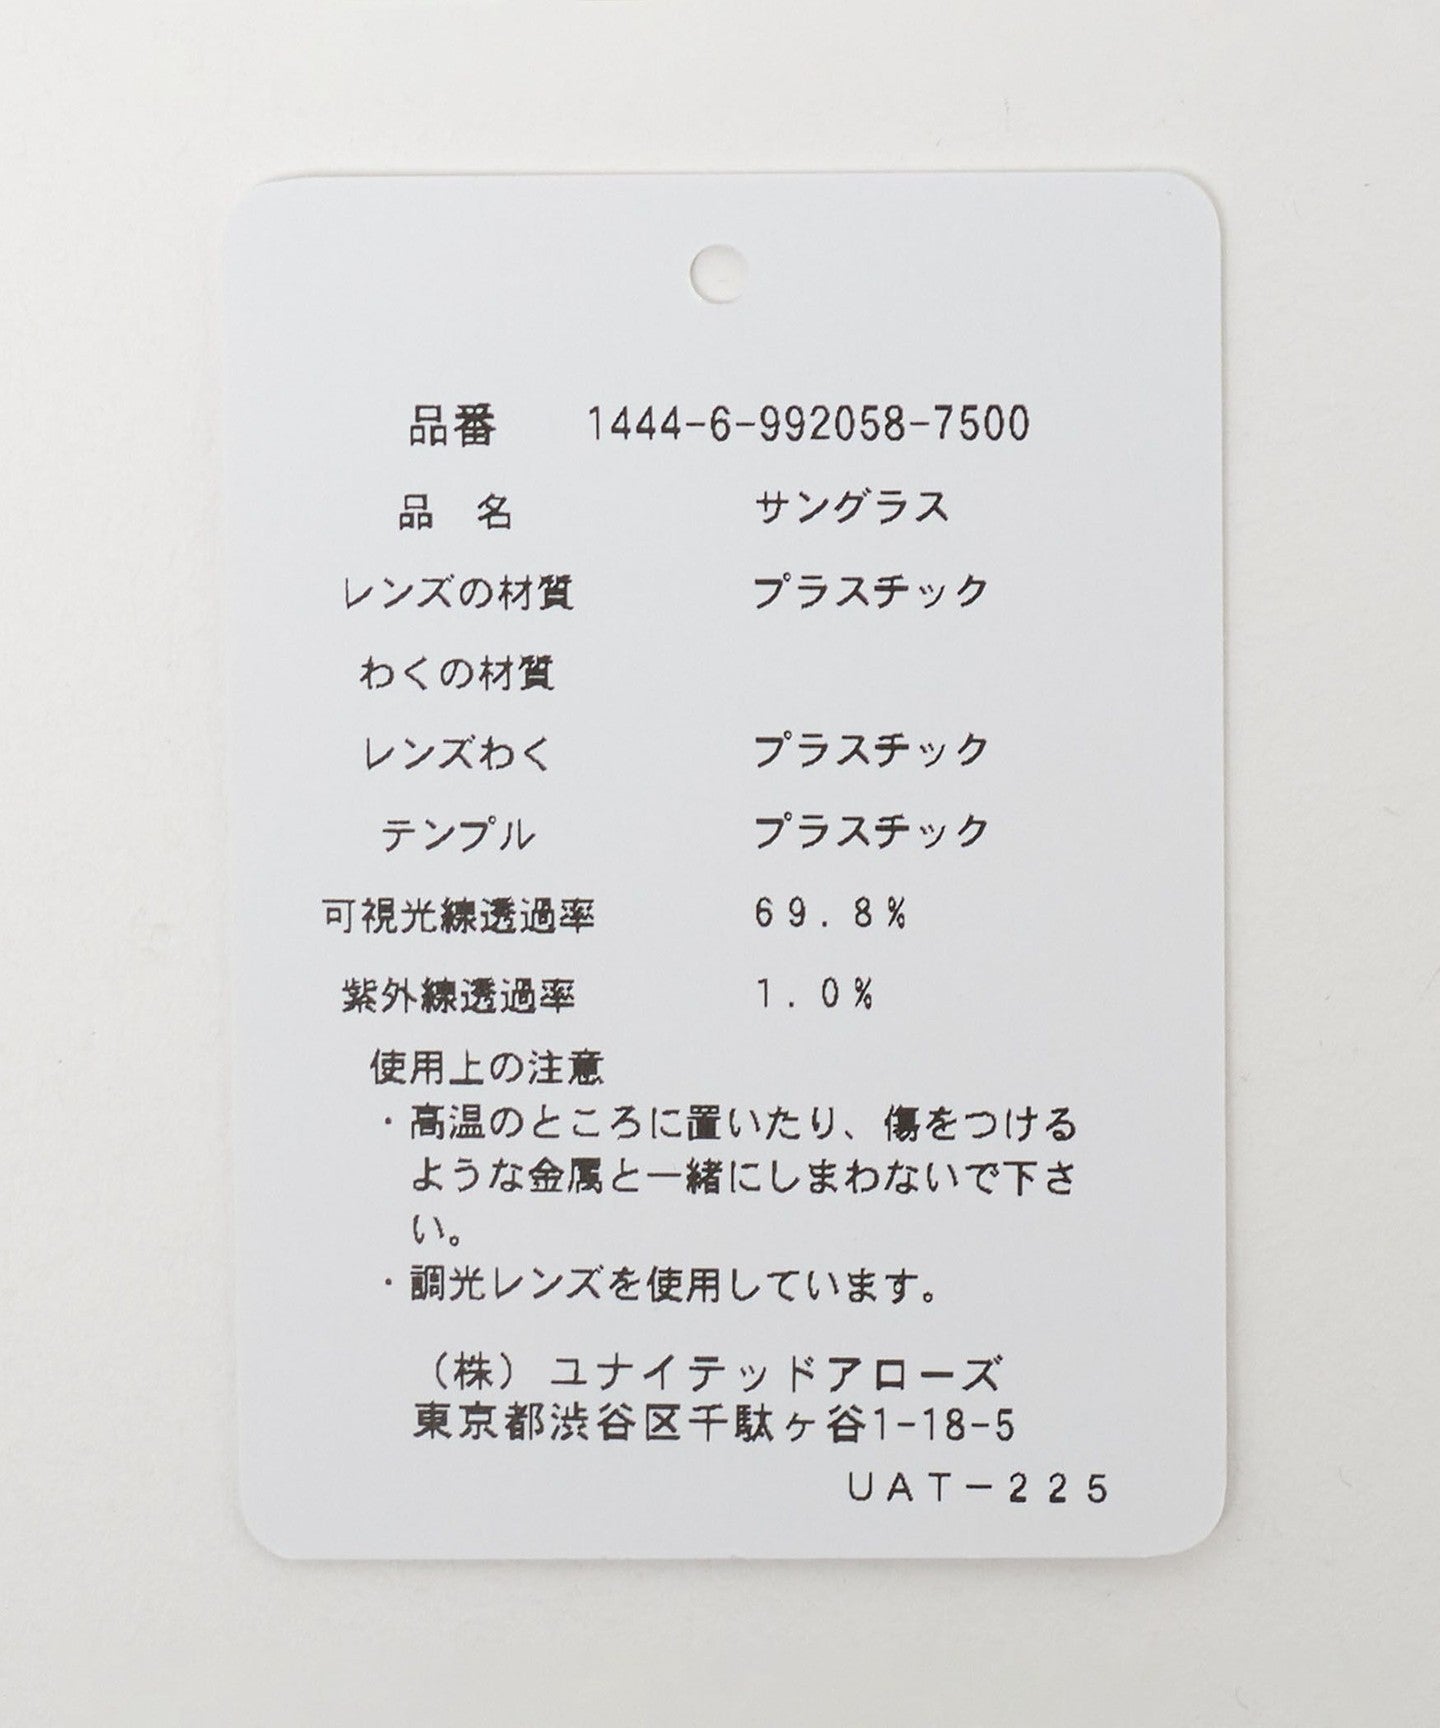 品番 1444-6-992058-7500
品 名 サングラス
レンズの材質 プラスチック
わくの材質
レンズわく プラスチック
テンプル プラスチック
可視光線透過率 69.8%
紫外線透過率 1.0%
使用上の注意
・高温のところに置いたり、傷をつける
ような金属と一緒にしまわないで下さ
い。
・調光レンズを使用しています。
（株）ユナイテッドアローズ
東京都渋谷区千駄ヶ谷1-18-5
UAT-225